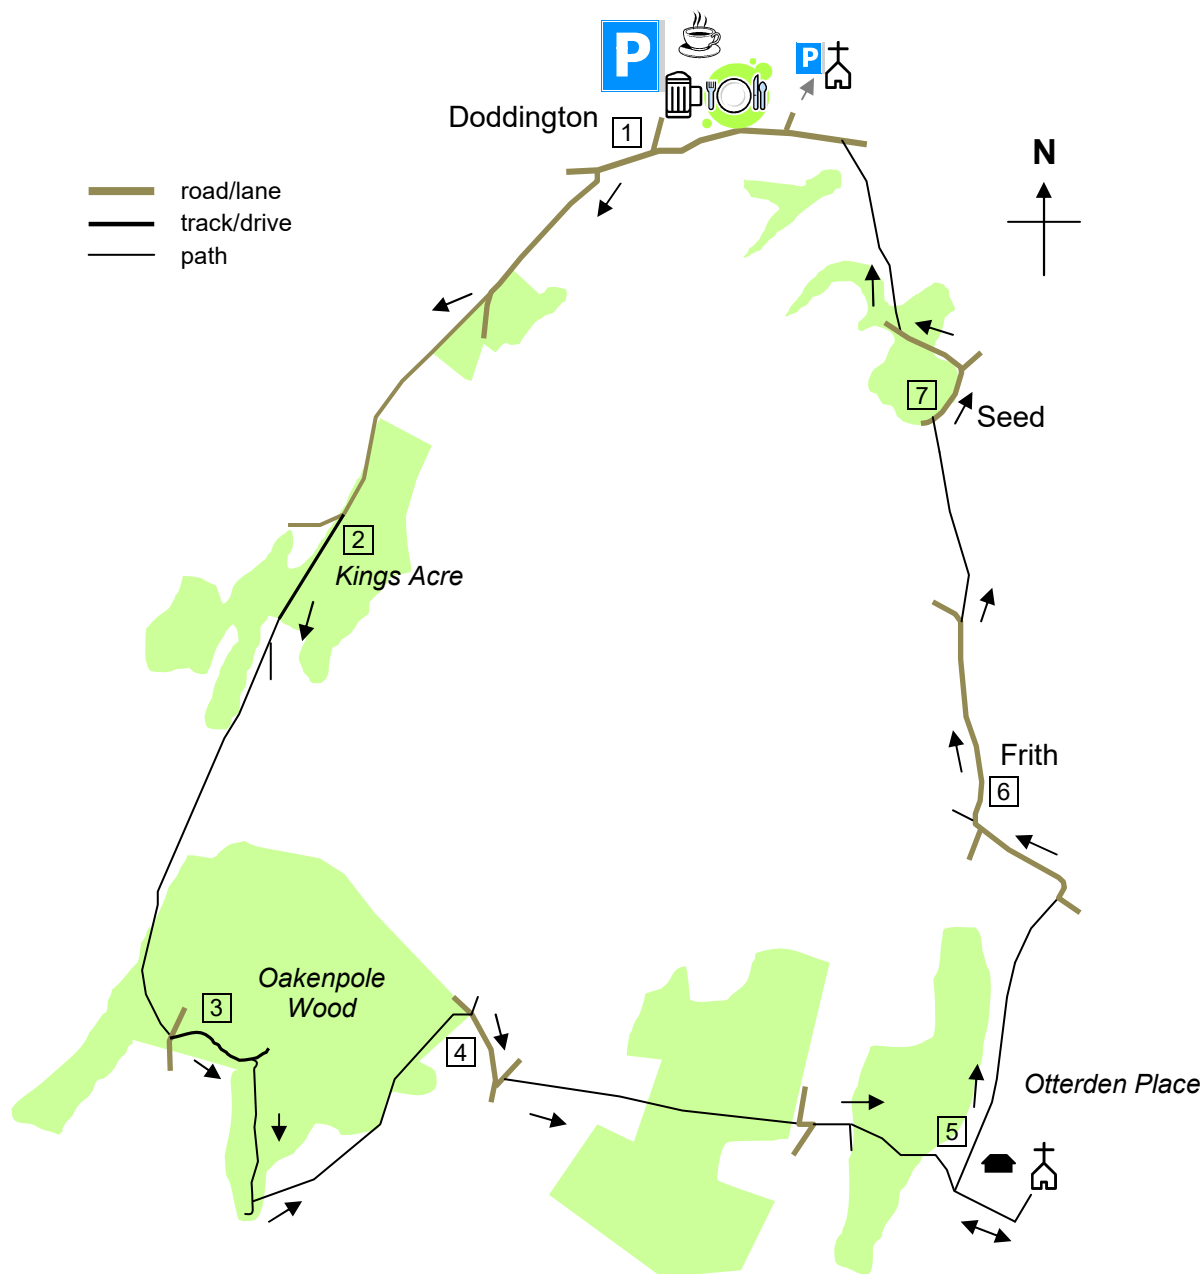 P
P
Doddington
1
N
road/lane
track/drive
path
7
Seed
2
Kings Acre
Frith
6
Oakenpole
Wood
3
4
Otterden Place
5